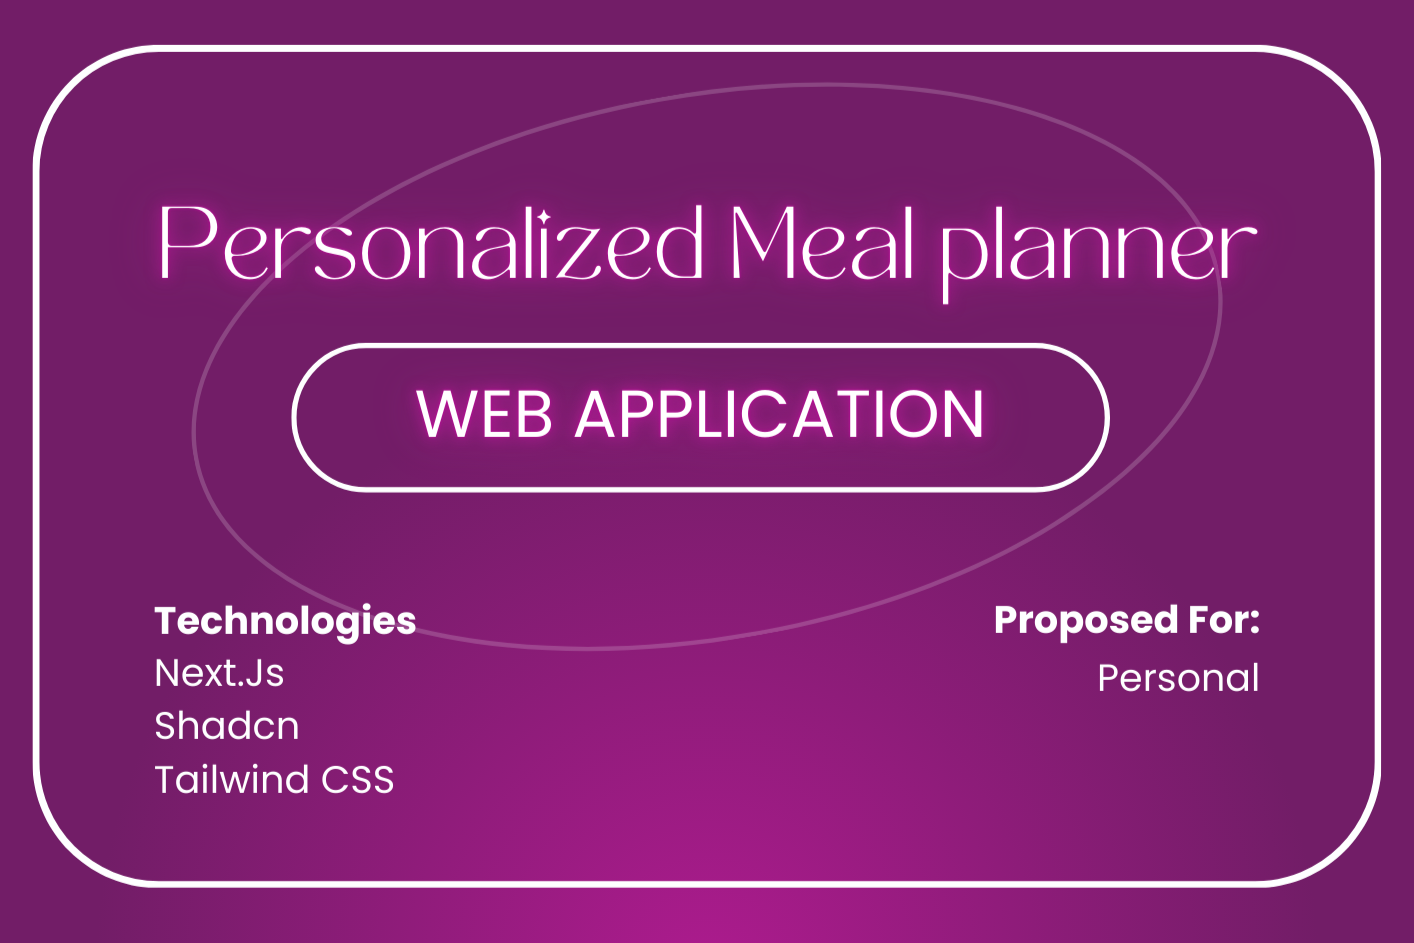 Personalized Meal planner
WEB APPLICATION
Technologies
Next.Js
Shadcn
Tailwind CSS
Proposed For:
Personal